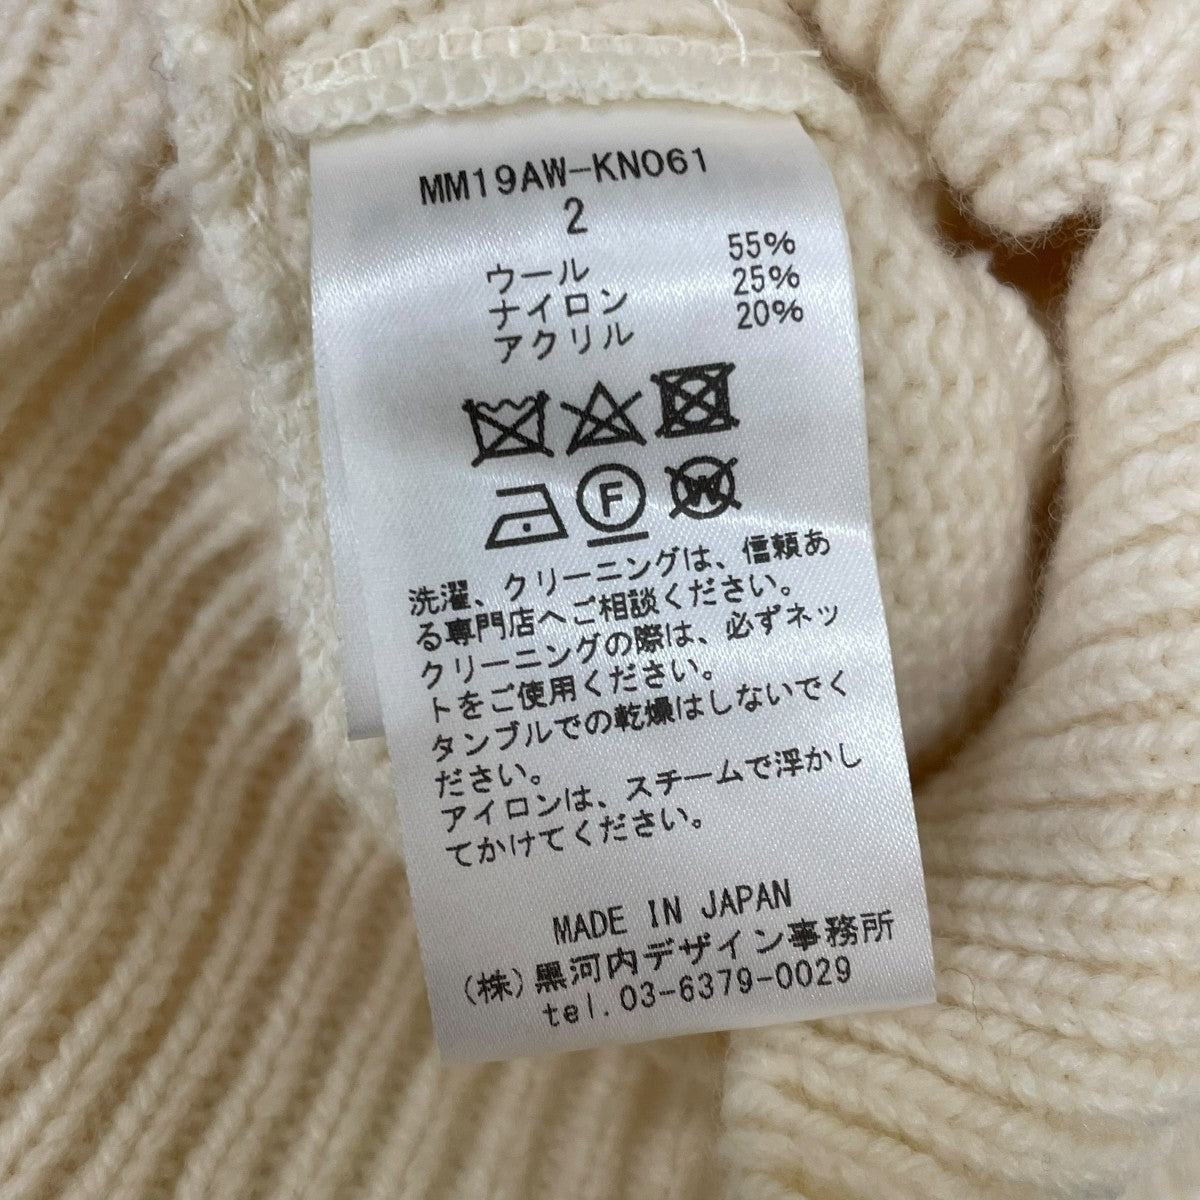 MM19AW-KN061
2
ウール 55%
ナイロン 25%
アクリル 20%
F W
洗濯、クリーニングは、信頼あ
る専門店へご相談ください。
クリーニングの際は、必ずネッ
トをご使用ください。
タンブルでの乾燥はしないでく
ださい。
アイロンは、スチームで浮かし
てかけてください。
MADE IN JAPAN
(株)黒河内デザイン事務所
tel.03-6379-0029